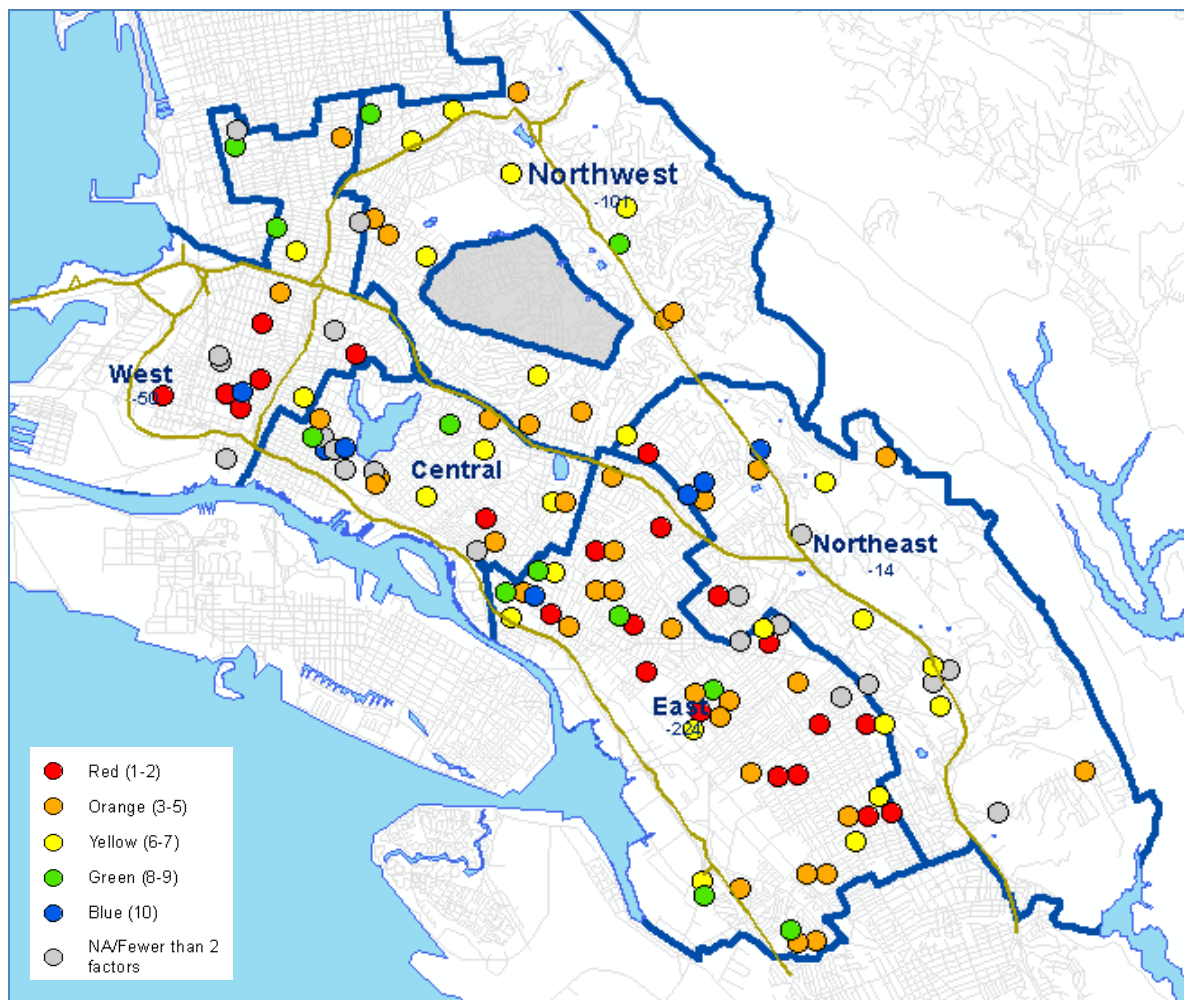 Northwest
-101
West
-50
Central
Northeast
-14
East
-224
Red (1-2)
Orange (3-5)
Yellow (6-7)
Green (8-9)
Blue (10)
NA/Fewer than 2
factors